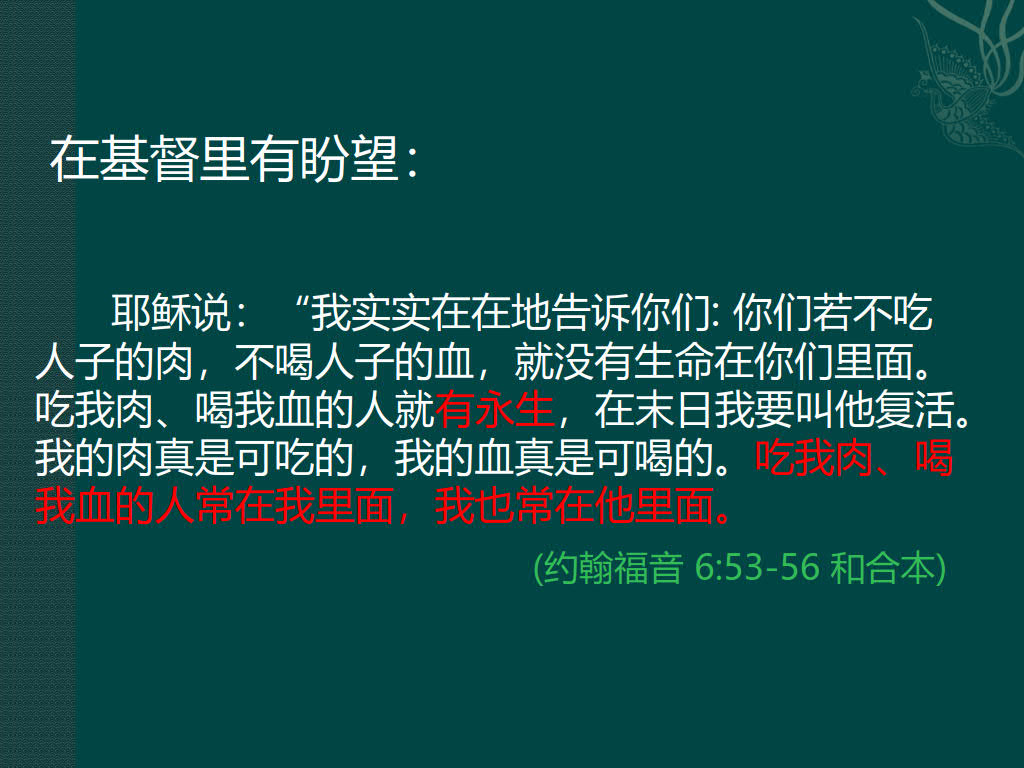 在基督里有盼望：
耶稣说：“我实实在在地告诉你们: 你们若不吃
人子的肉，不喝人子的血，就没有生命在你们里面。
吃我肉、喝我血的人就有永生，在末日我要叫他复活。
我的肉真是可吃的，我的血真是可喝的。吃我肉、喝
我血的人常在我里面，我也常在他里面。
(约翰福音 6:53-56 和合本)